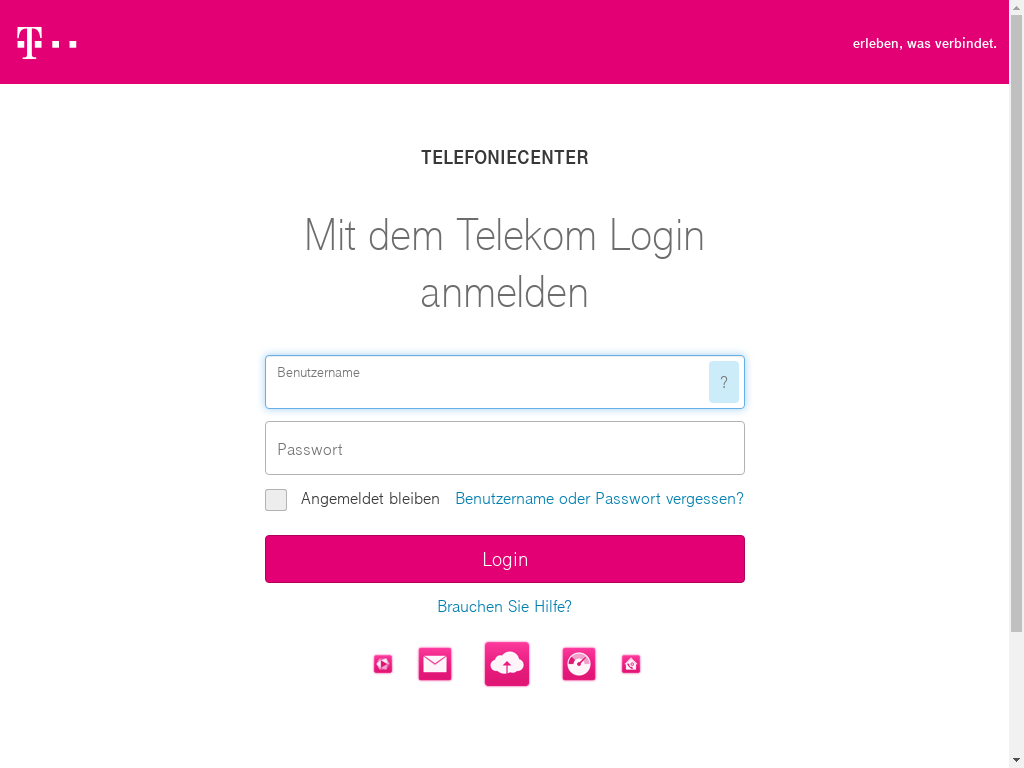 T
erleben, was verbindet.
TELEFONIECENTER
Mit dem Telekom Login
anmelden
Benutzername
?
Passwort
Angemeldet bleiben Benutzername oder Passwort vergessen?
Login
Brauchen Sie Hilfe?